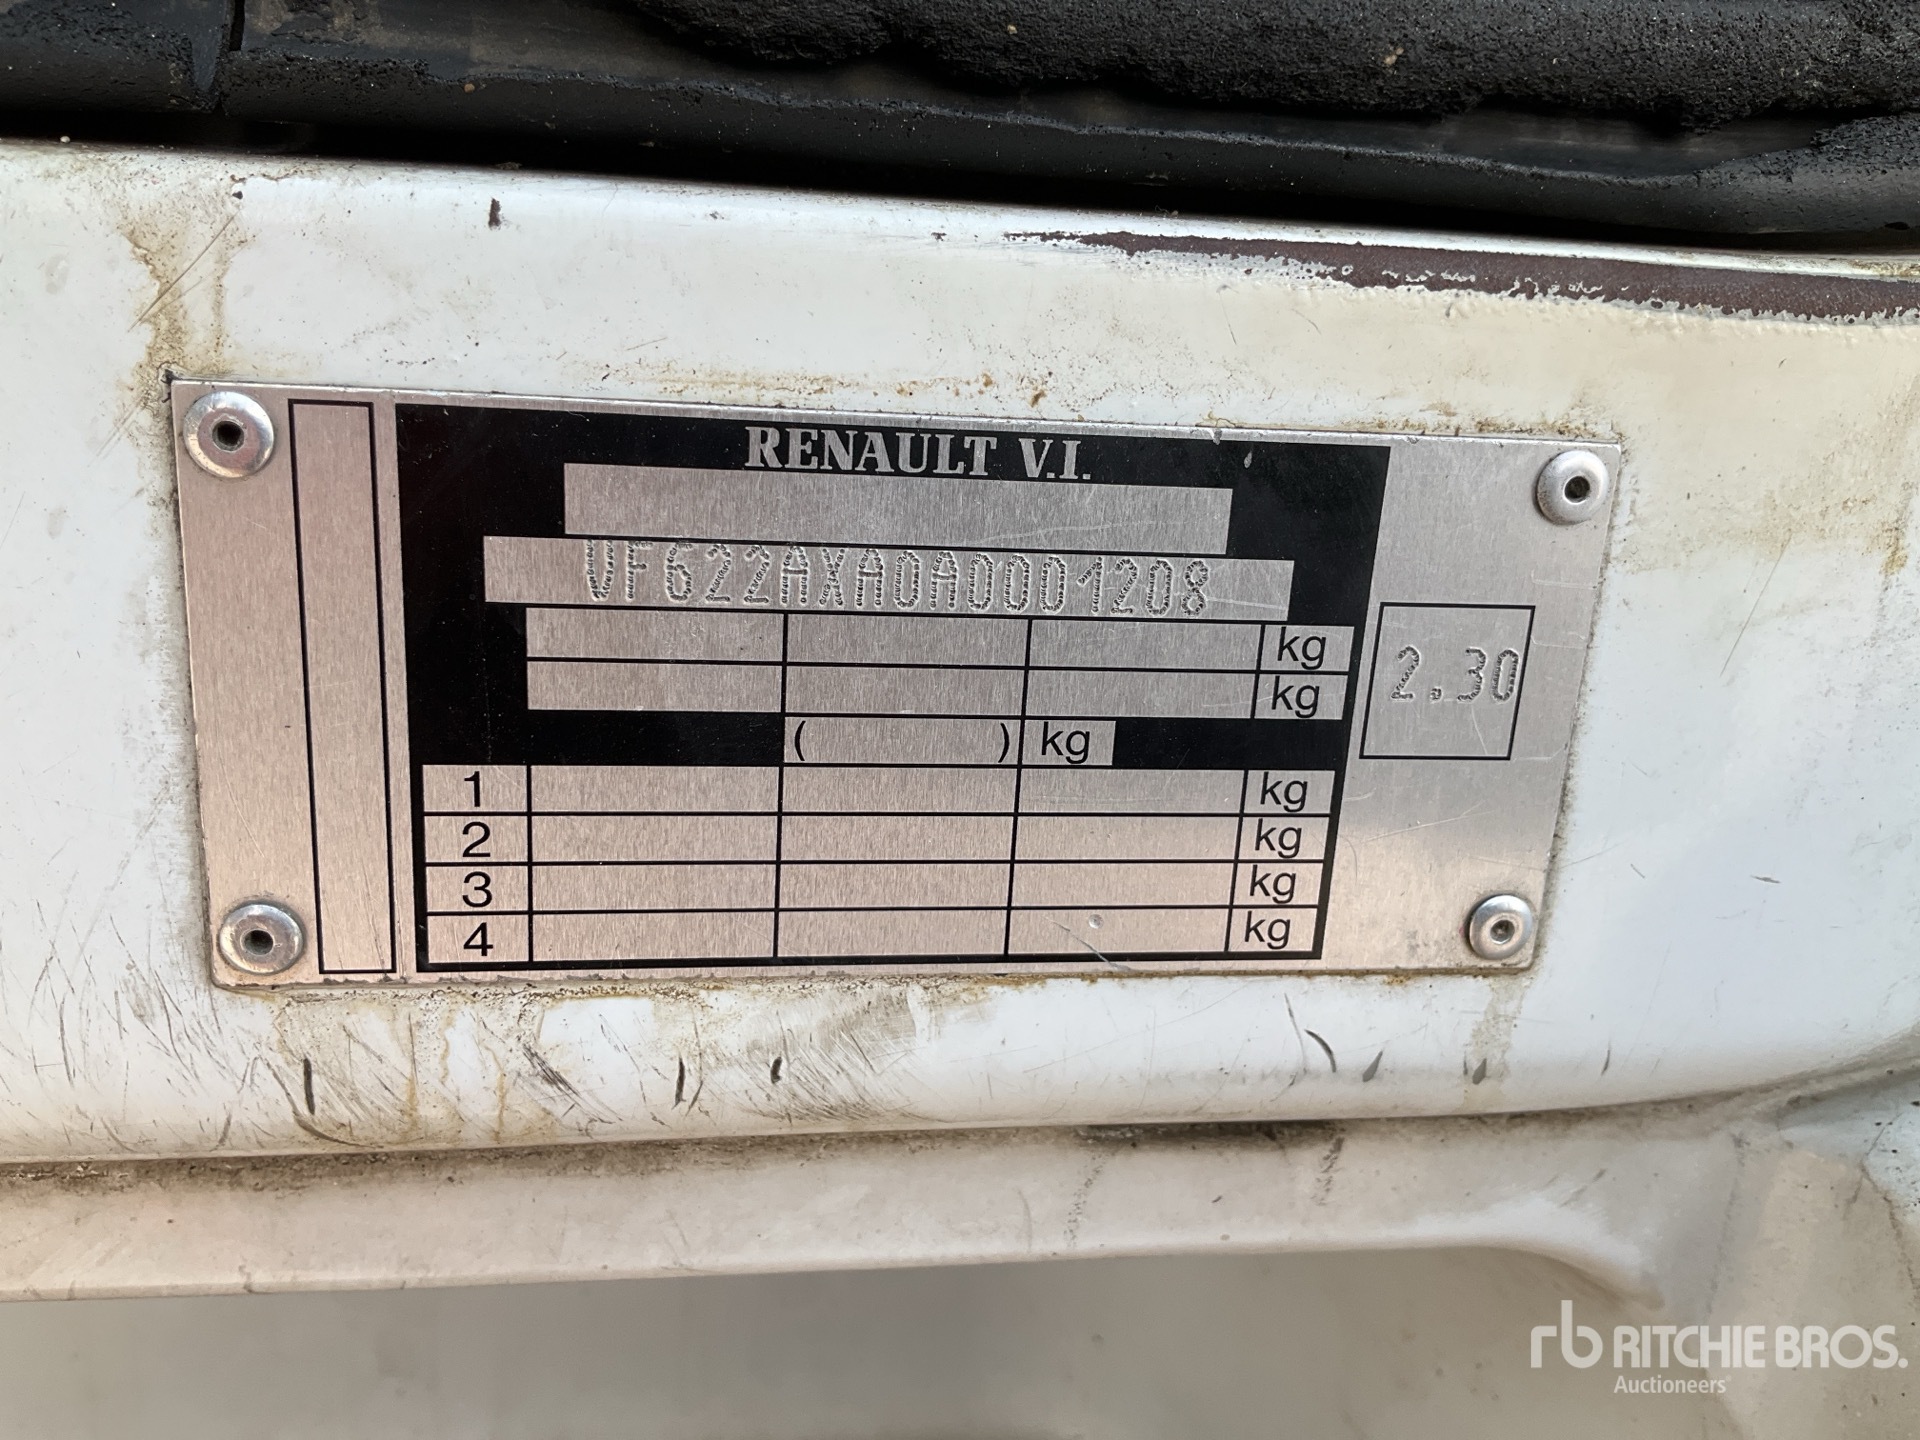 RENAULT V.I.
VF622AXA0A0001208
kg
kg
2.30
( ) kg
1 kg
2 kg
3 kg
4 kg
rb RITCHIE BROS.
Auctioneers